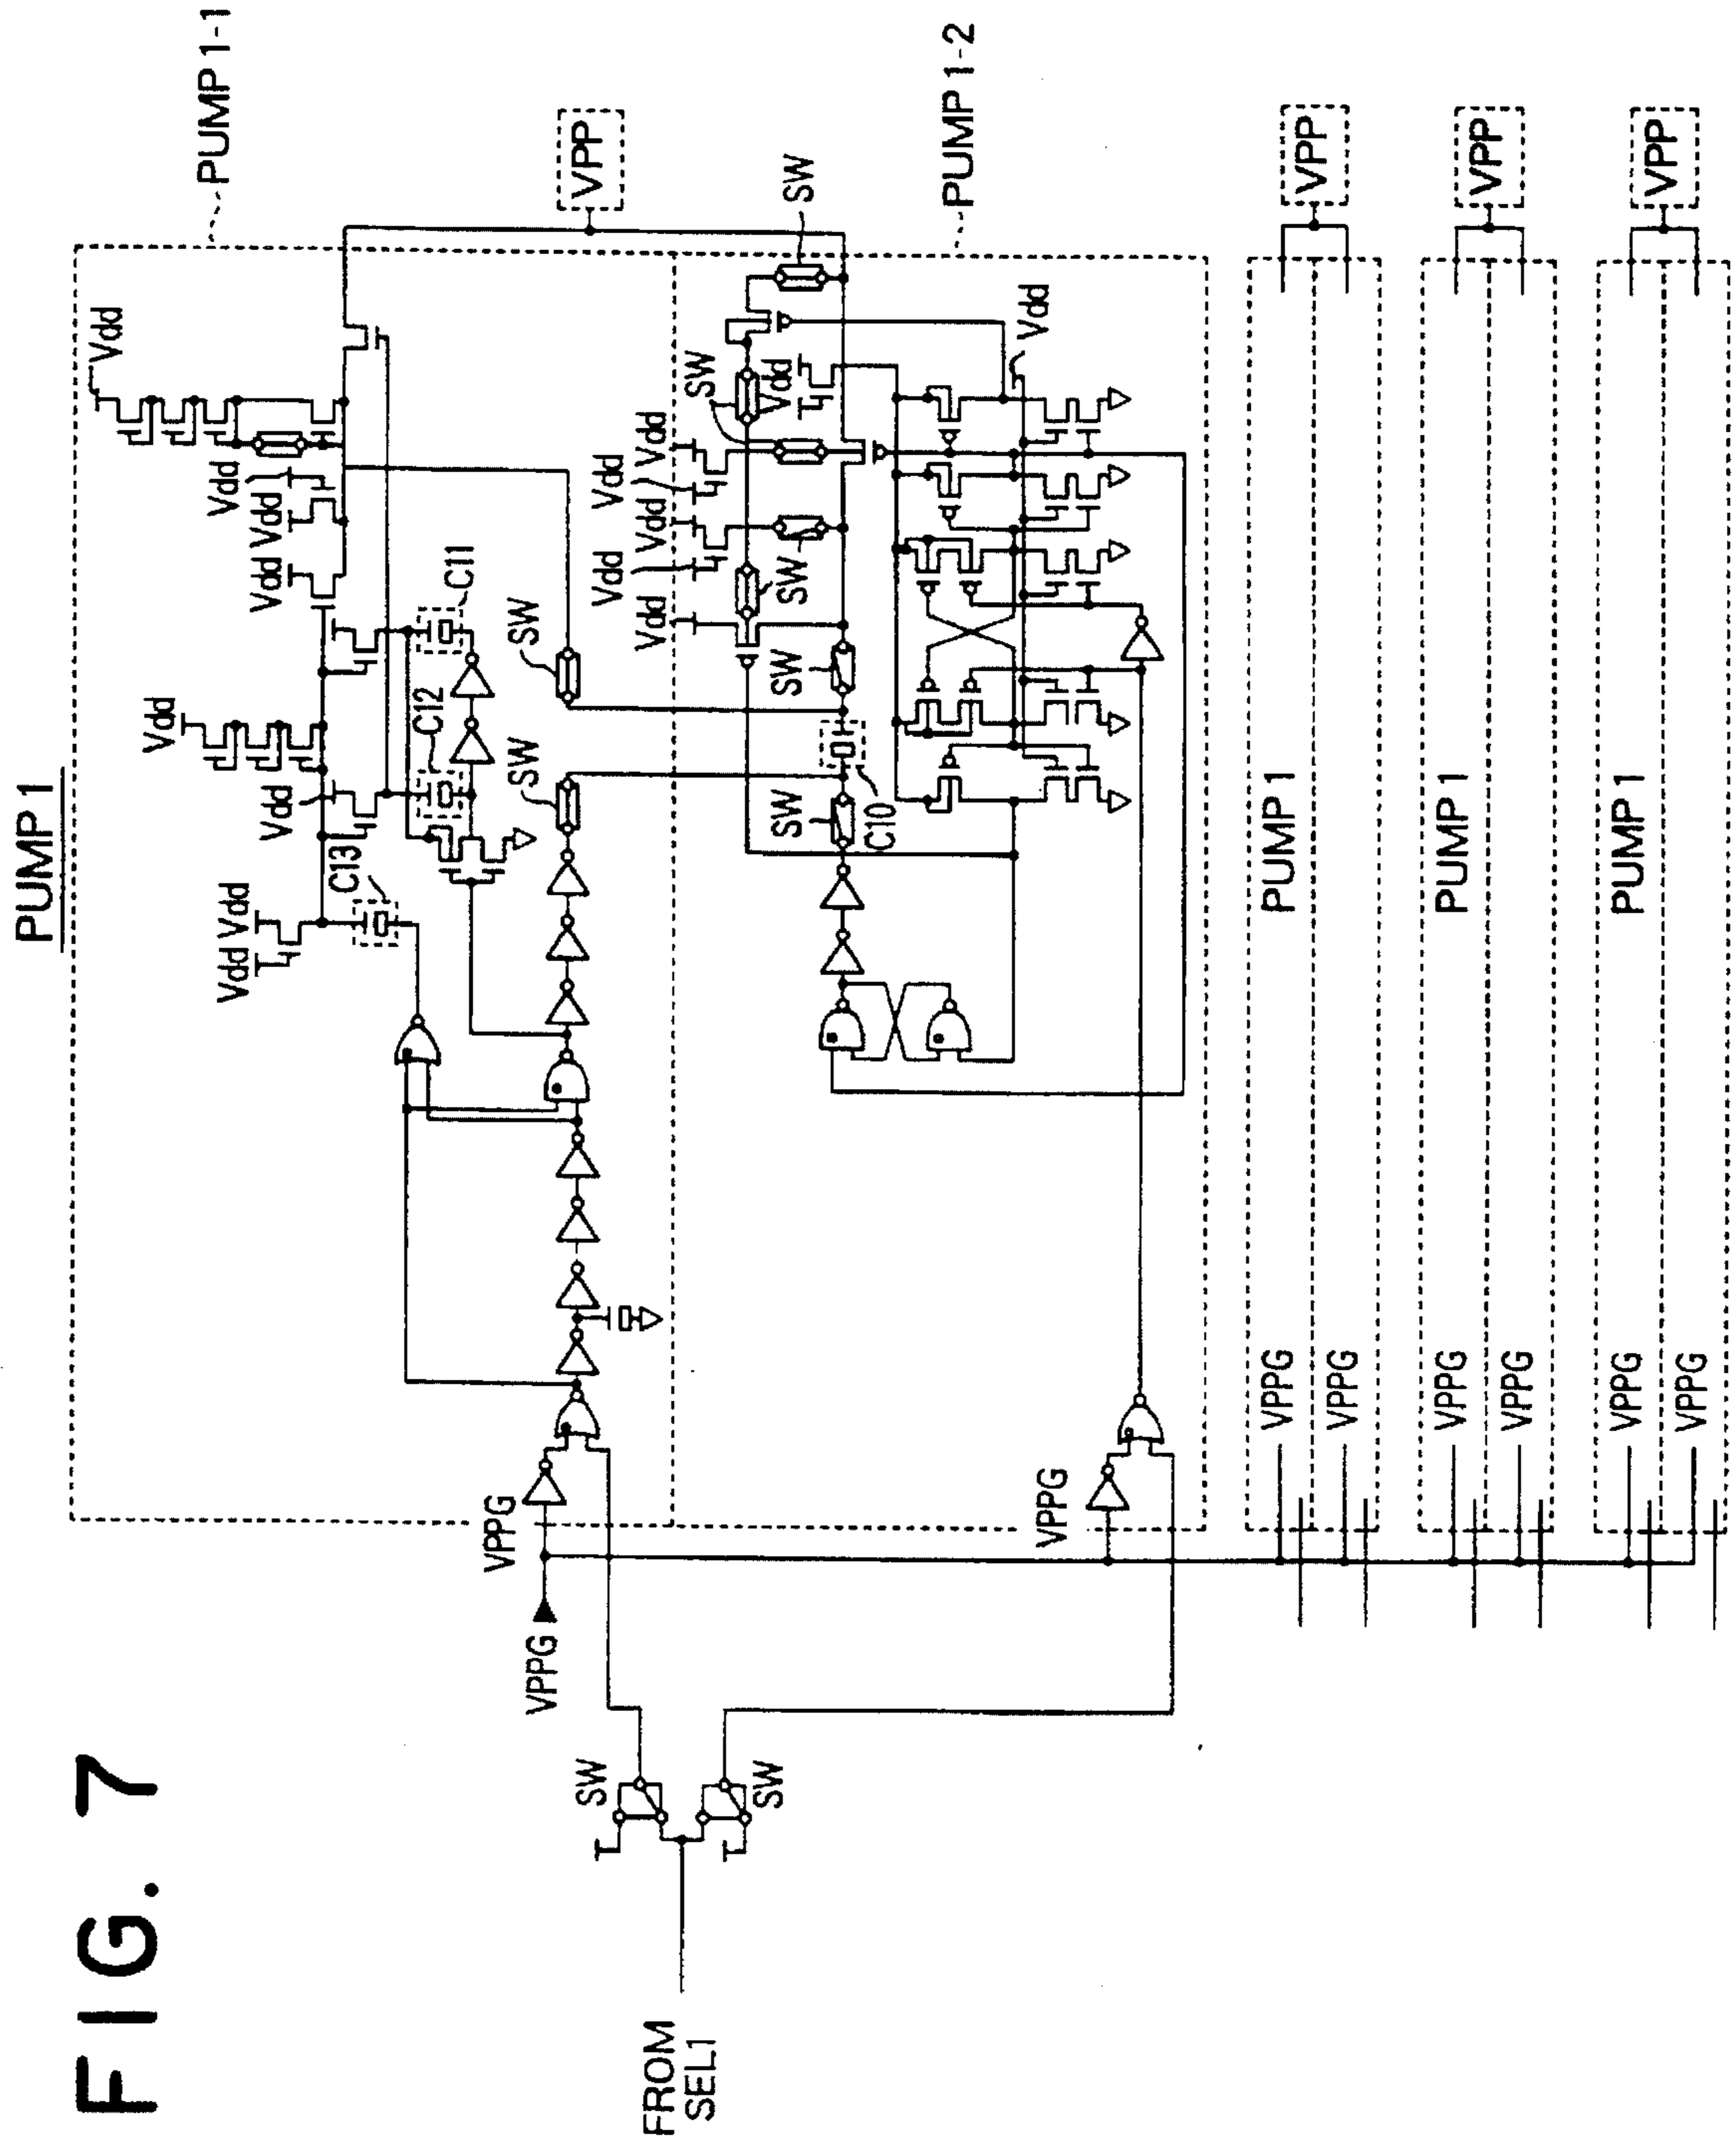 FIG. 7
PUMP 1
PUMP 1-1
PUMP 1-2
FROM
SEL1
SW
SW
VPPG
VPPG
VPPG
Vdd
Vdd
C13
Vdd
Vdd
C12
C11
Vdd
Vdd
Vdd
Vdd
SW
SW
VPP
SW
C10
SW
Vdd
SW
Vdd
Vdd
Vdd
Vdd
SW
Vdd
Vdd
SW
VPPG
VPPG
PUMP 1
VPP
VPPG
VPPG
PUMP 1
VPP
VPPG
VPPG
PUMP 1
VPP